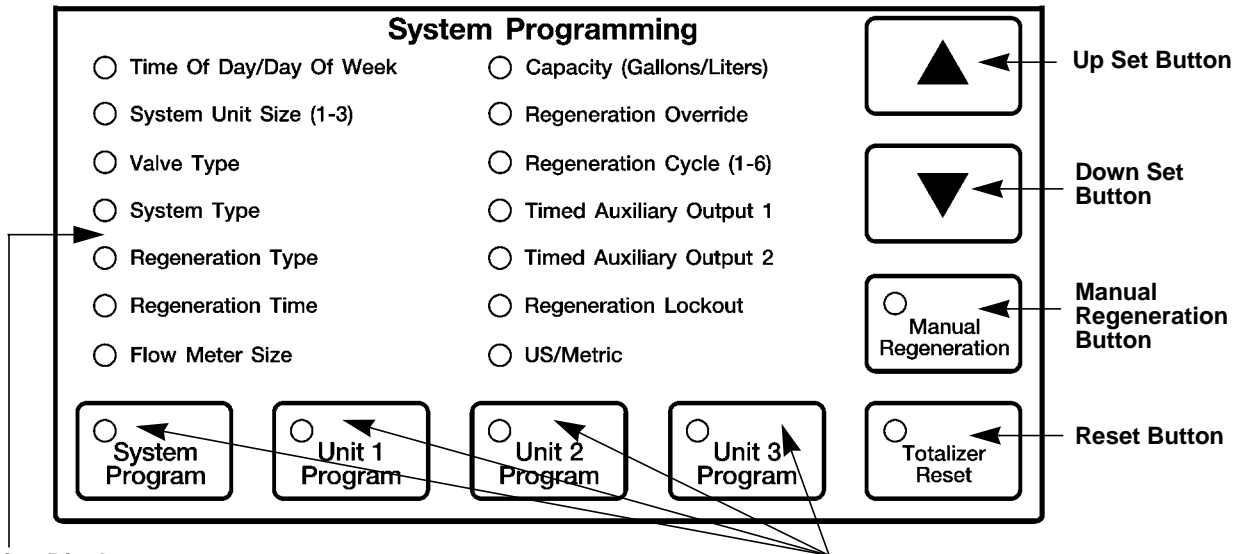 System Programming
Time Of Day/Day Of Week
System Unit Size (1-3)
Valve Type
System Type
Regeneration Type
Regeneration Time
Flow Meter Size
Capacity (Gallons/Liters)
Regeneration Override
Regeneration Cycle (1-6)
Timed Auxiliary Output 1
Timed Auxiliary Output 2
Regeneration Lockout
US/Metric
Up Set Button
Down Set
Button
Manual
Regeneration
Manual
Regeneration
Button
System
Program
Unit 1
Program
Unit 2
Program
Unit 3
Program
Totalizer
Reset
Reset Button